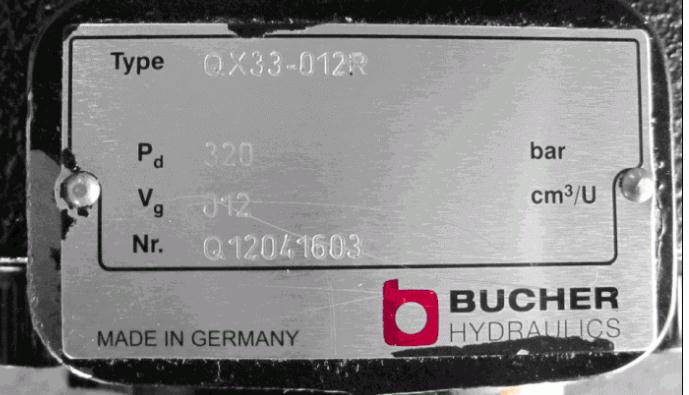 Type QX33-012R
Pd 320 bar
Vg 012 cm³/U
Nr. Q12041603
BUCHER
HYDRAULICS
MADE IN GERMANY